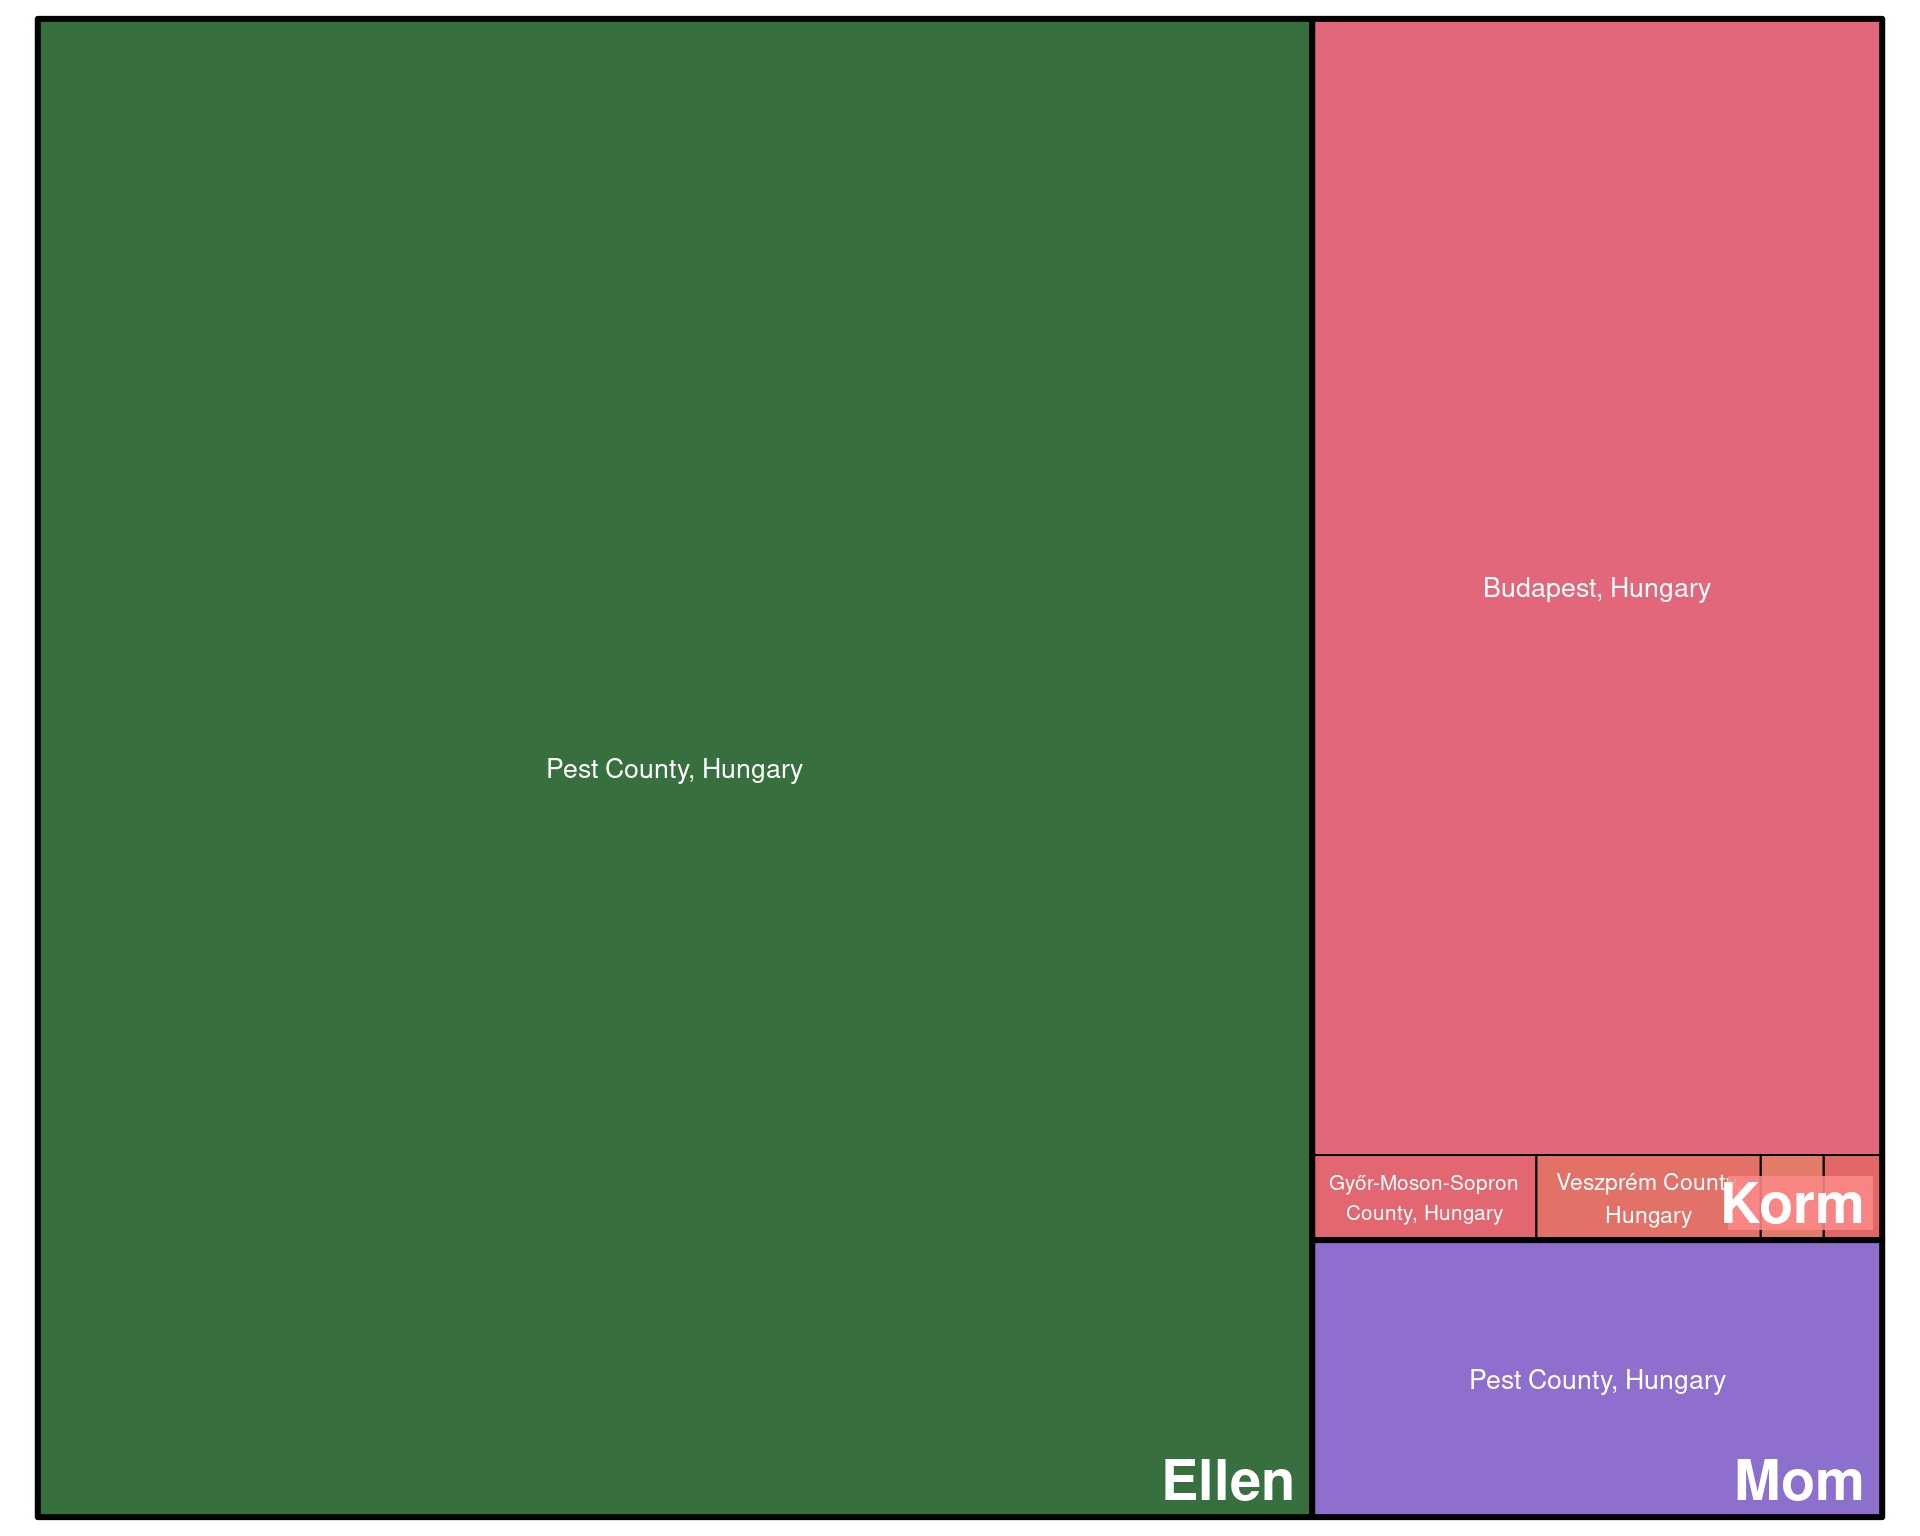 Budapest, Hungary
Pest County, Hungary
Győr-Moson-Sopron
County, Hungary
Veszprém Count
Hungary
Korm
Pest County, Hungary
Ellen
Mom